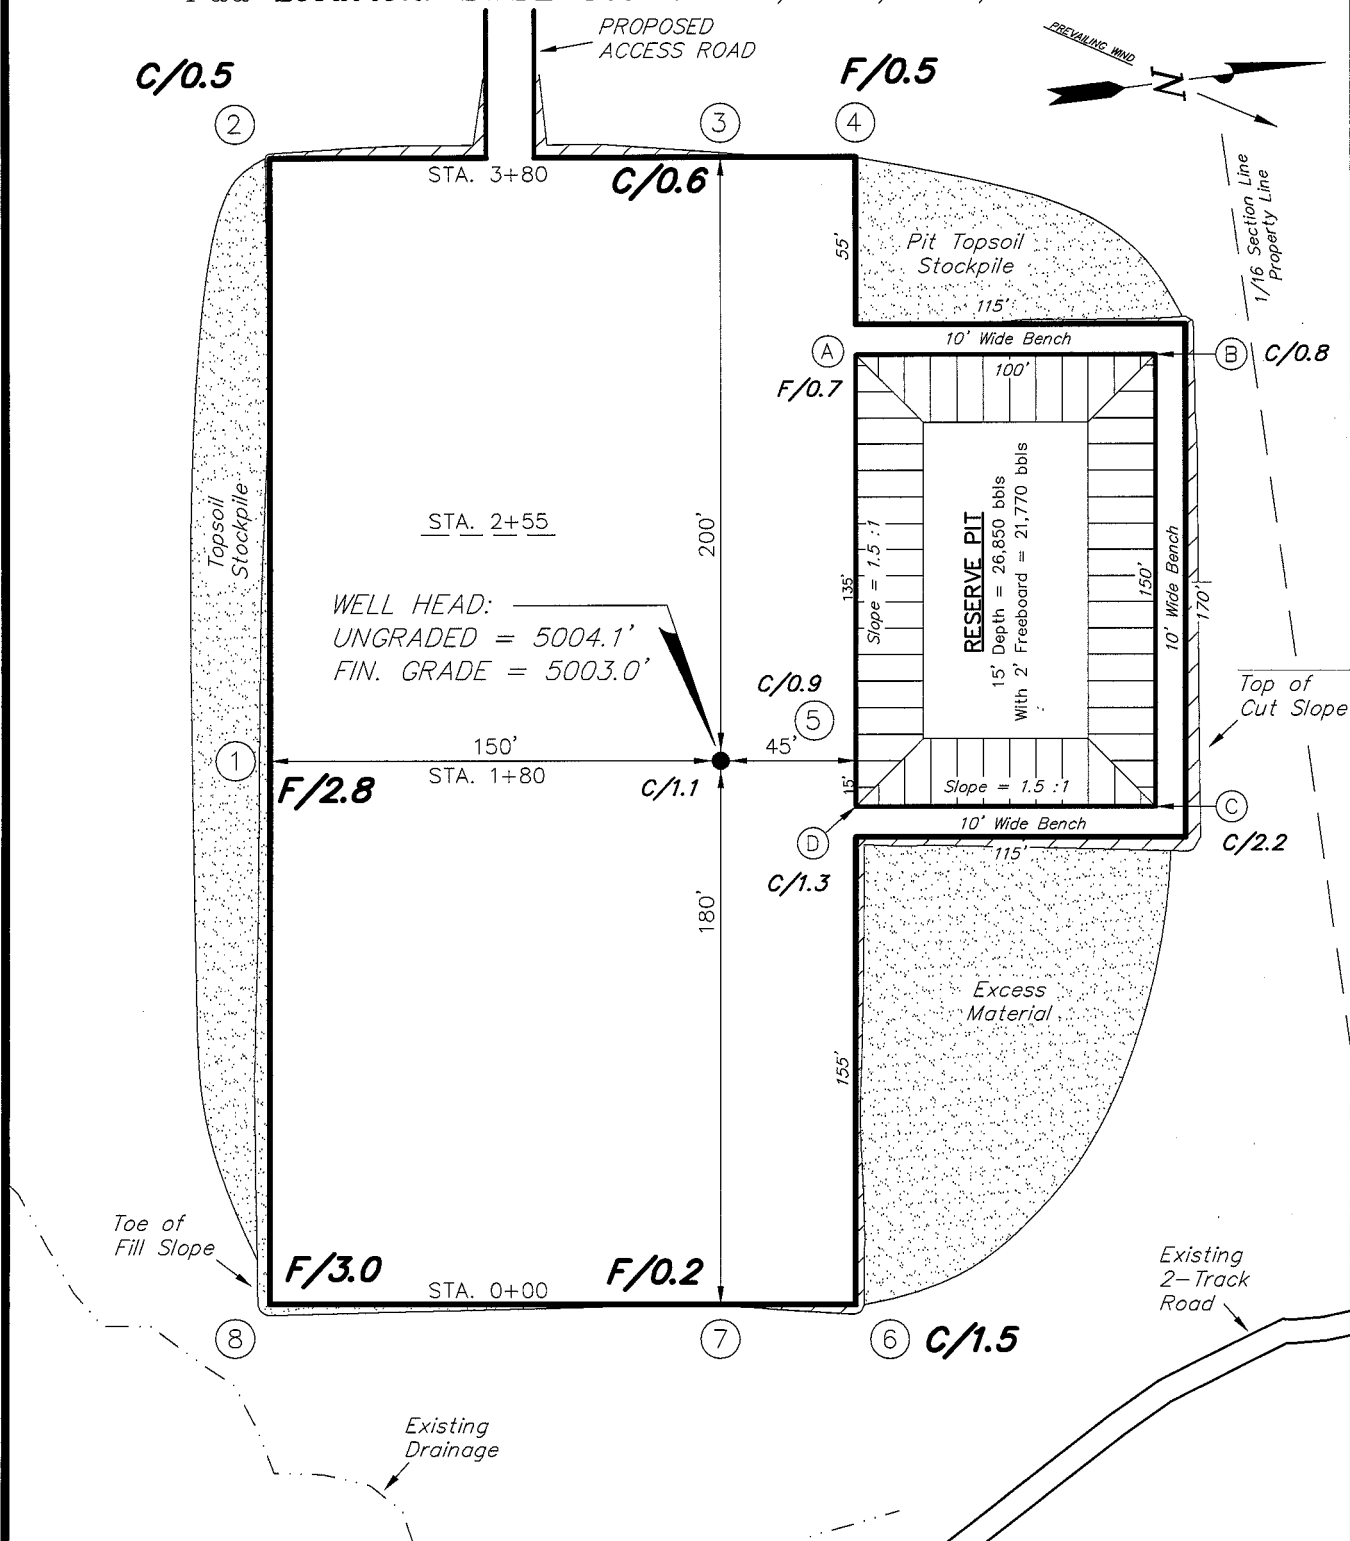 PROPOSED
ACCESS ROAD
PREVAILING WIND
N
C/0.5
F/0.5
2
3
4
STA. 3+80
C/0.6
1/16 Section Line
Property Line
55'
Pit Topsoil
Stockpile
115'
10' Wide Bench
A
B
C/0.8
F/0.7
100'
Topsoil
Stockpile
STA. 2+55
200'
135'
Slope = 1.5 :1
RESERVE PIT
15' Depth = 26,850 bbls
With 2' Freeboard = 21,770 bbls
150'
10' Wide Bench
170'
WELL HEAD:
UNGRADED = 5004.1'
FIN. GRADE = 5003.0'
C/0.9
5
Top of
Cut Slope
1
150'
45'
F/2.8
STA. 1+80
C/1.1
15'
Slope = 1.5 :1
C
10' Wide Bench
D
C/2.2
115'
C/1.3
180'
Excess
Material
155'
Toe of
Fill Slope
F/3.0
STA. 0+00
F/0.2
Existing
2-Track
Road
8
7
6
C/1.5
Existing
Drainage